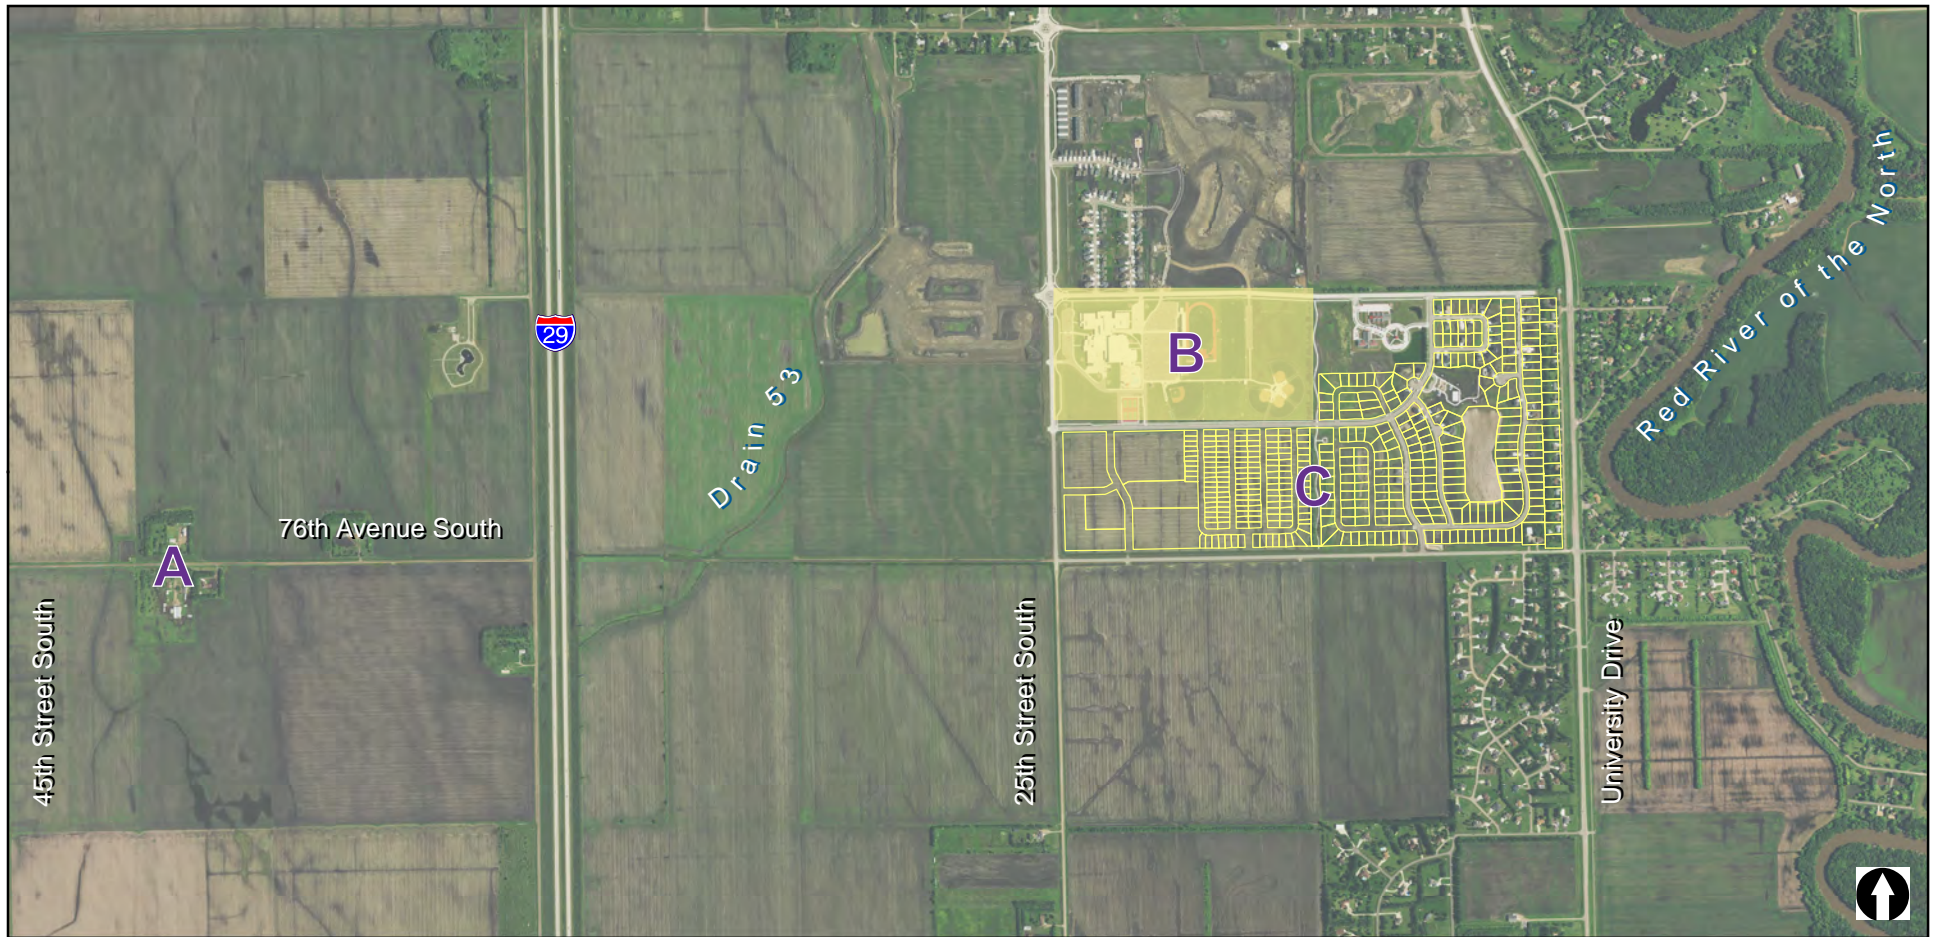 Red River of the North
29
B
Drain 53
C
76th Avenue South
A
45th Street South
25th Street South
University Drive